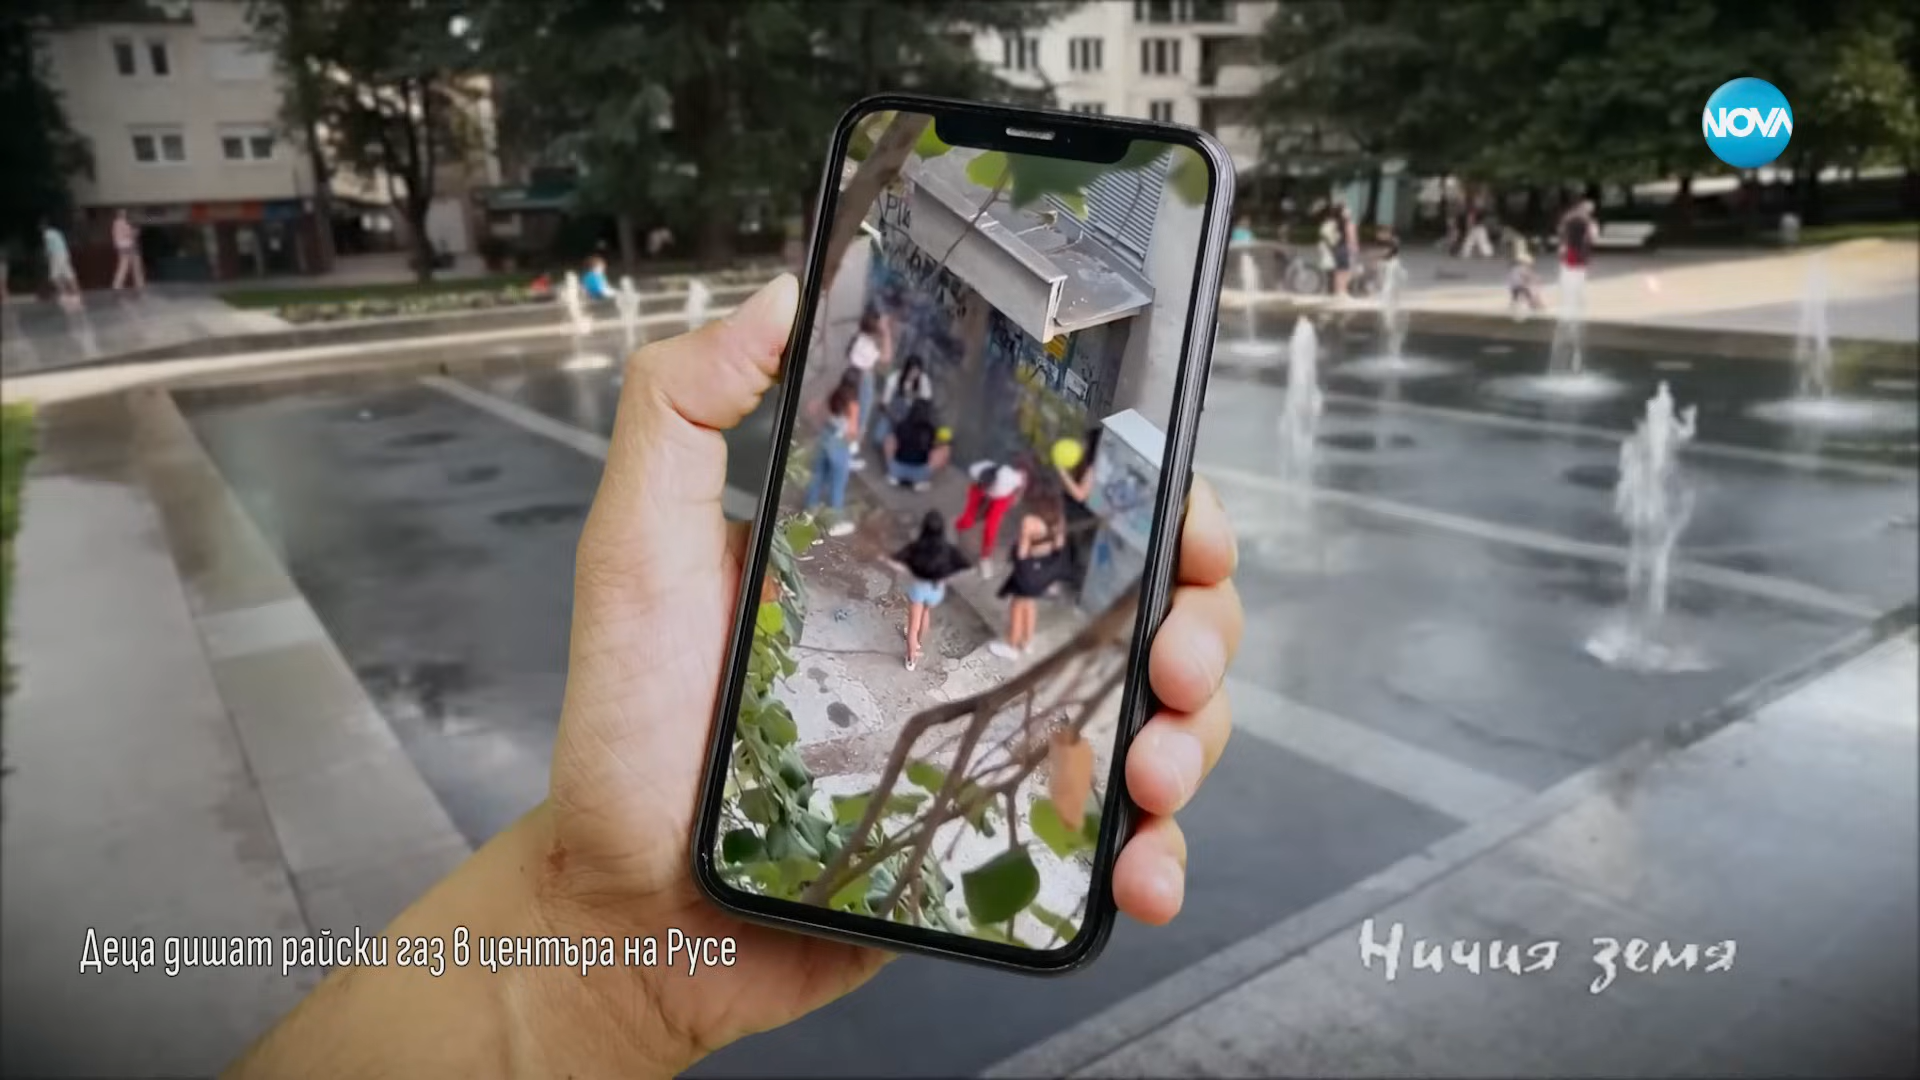 NOVA
Деца дишат райски газ в центъра на Русе
Ничия земя